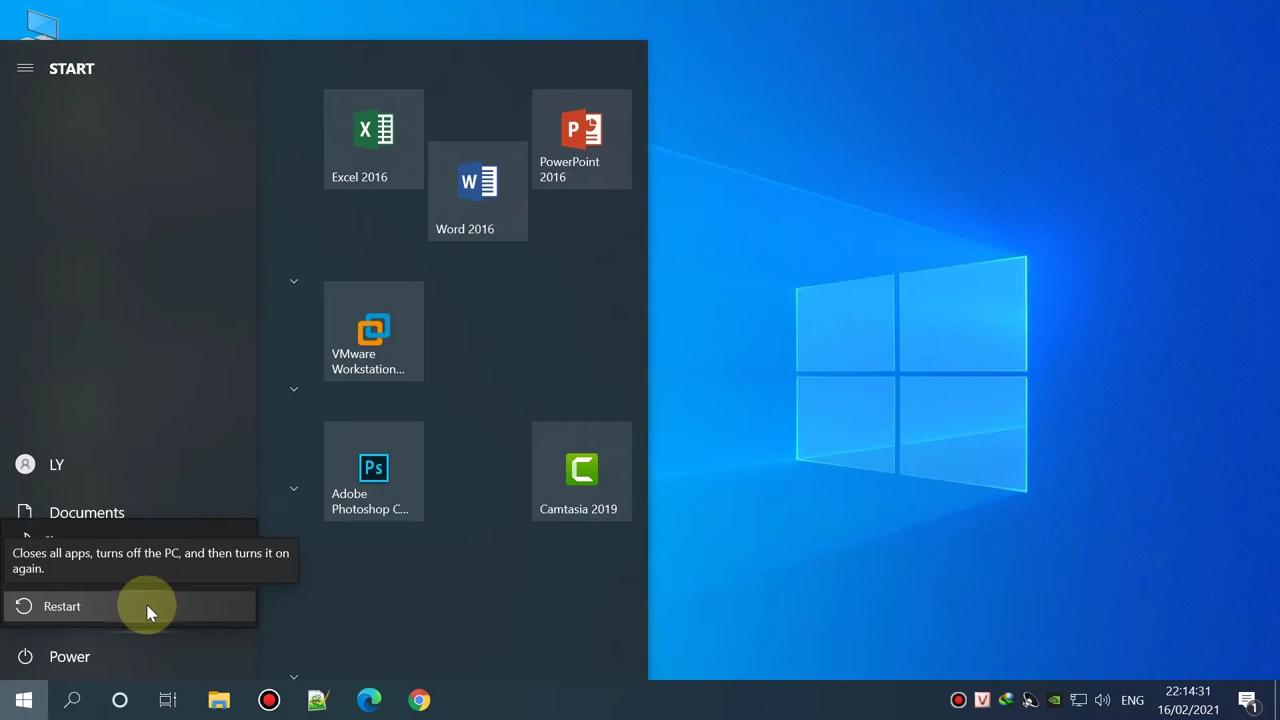 START
Excel 2016
PowerPoint
2016
Word 2016
VMware
Workstation...
Adobe
Photoshop C...
Camtasia 2019
LY
Documents
Closes all apps, turns off the PC, and then turns it on
again.
Restart
Power
ENG
22:14:31
16/02/2021
1